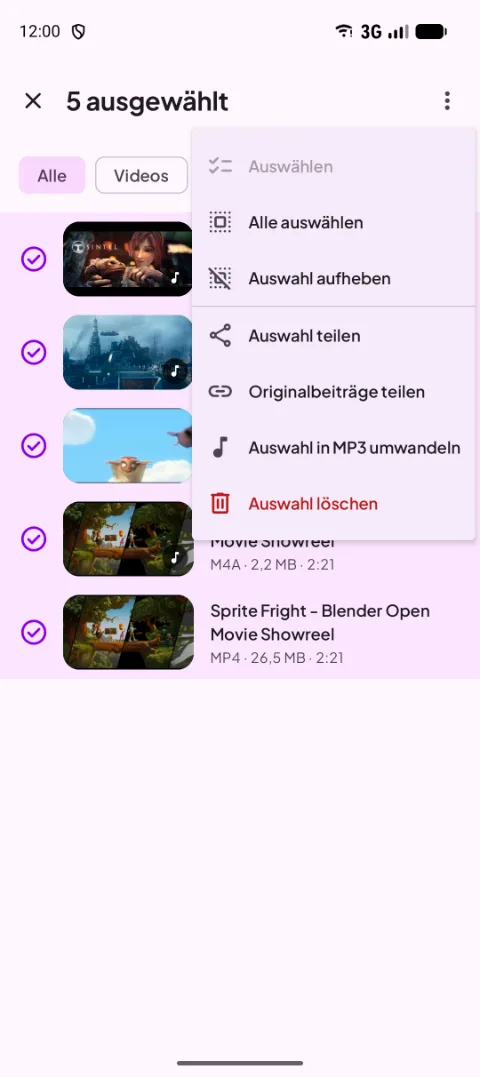 12:00
3G
5 ausgewählt
Alle
Videos
Auswählen
Alle auswählen
Auswahl aufheben
Auswahl teilen
Originalbeiträge teilen
Auswahl in MP3 umwandeln
Auswahl löschen
SINTEL
Movie Showreel
M4A · 2,2 MB · 2:21
Sprite Fright – Blender Open
Movie Showreel
MP4 · 26,5 MB · 2:21